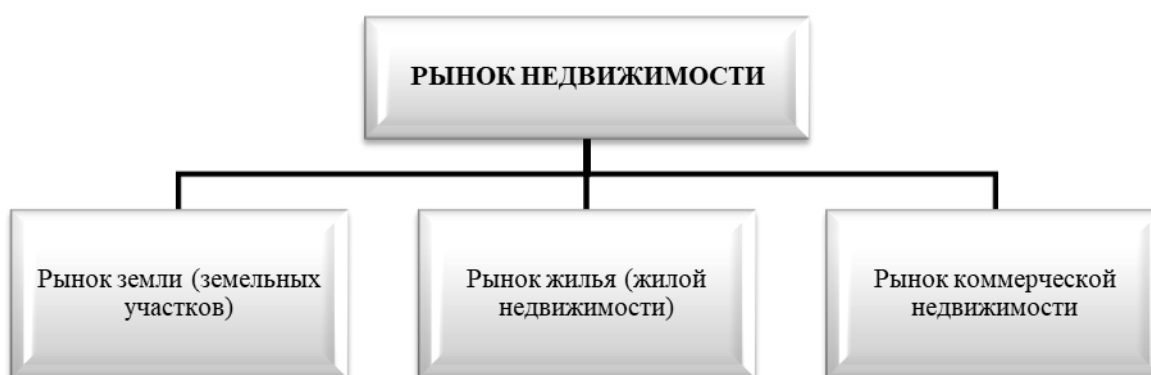 РЫНОК НЕДВИЖИМОСТИ
Рынок земли (земельных
участков)
Рынок жилья (жилой
недвижимости)
Рынок коммерческой
недвижимости